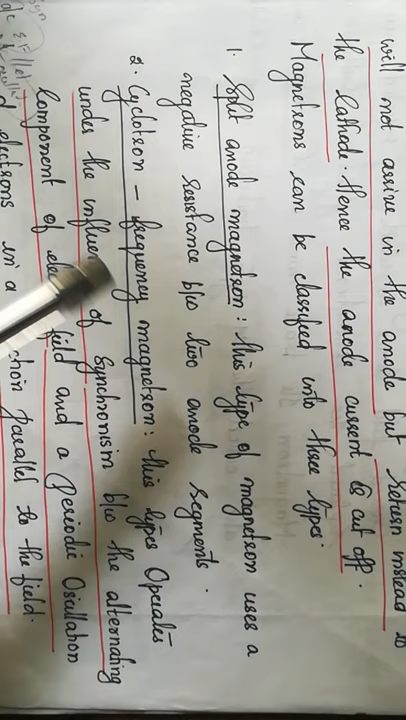 will not arrive in the anode but return instead to
the Cathode. Hence the anode current is cut off.
Magnetrons can be classified into three types.
1. Split anode magnetron: this type of magnetron uses a
negative resistance b/w two anode segments.
2. Cyclotron - frequency magnetron: this types Operates
under the influen of Synchronism b/w the alternating
Component of ele field and a Periodic Oscillation
electrons in a ction Parallel to the field.